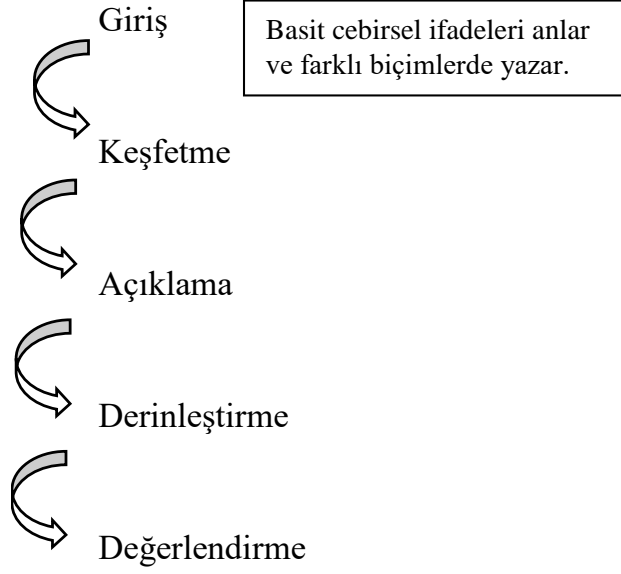 Giriş
Basit cebirsel ifadeleri anlar
ve farklı biçimlerde yazar.
Keşfetme
Açıklama
Derinleştirme
Değerlendirme